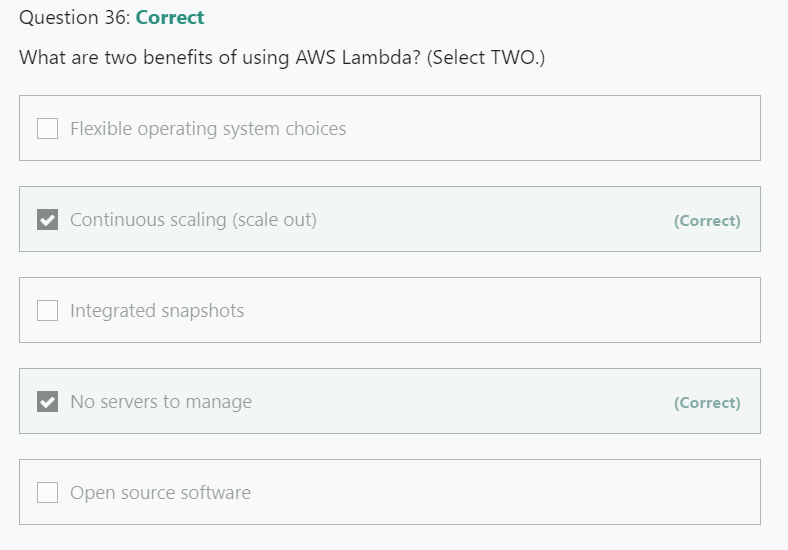 Question 36: Correct
What are two benefits of using AWS Lambda? (Select TWO.)
Flexible operating system choices
Continuous scaling (scale out) (Correct)
Integrated snapshots
No servers to manage (Correct)
Open source software